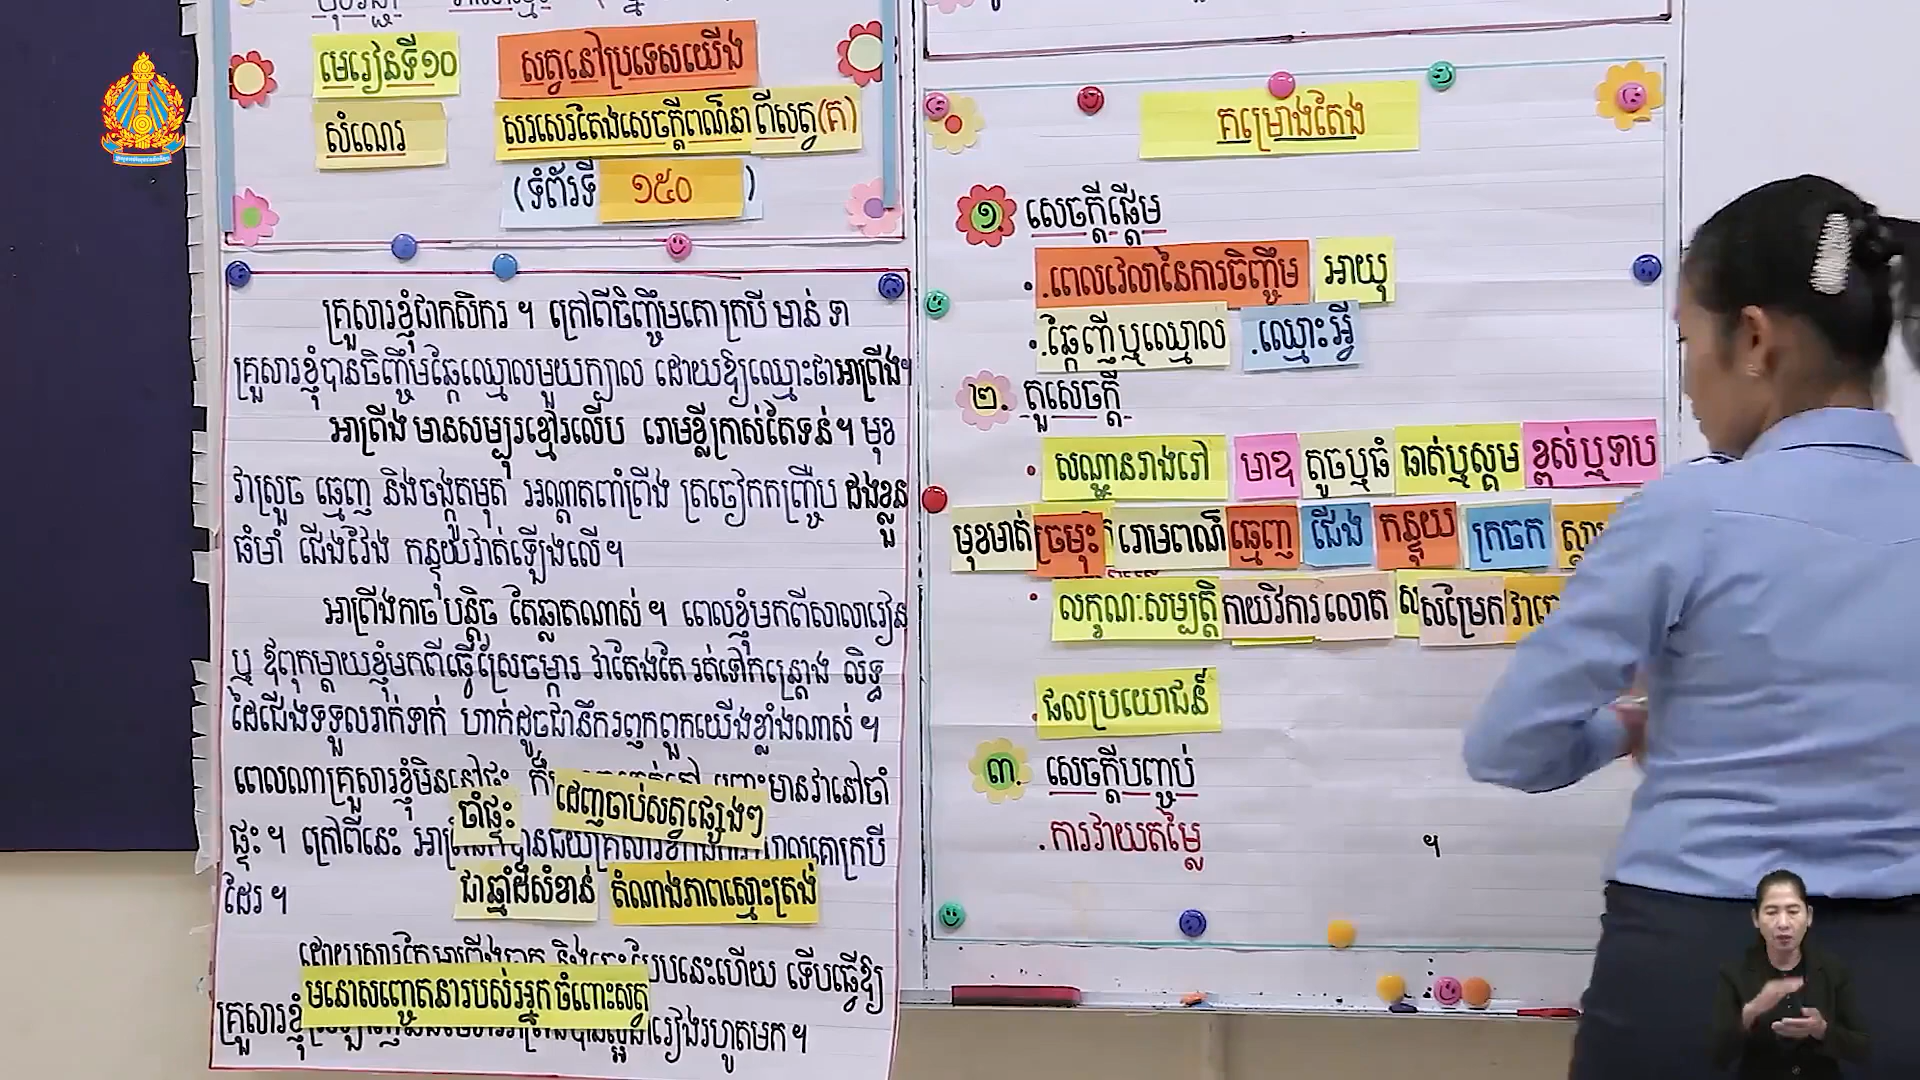 មេរៀនទី១០ សត្វនៅប្រទេសយើង
សំណេរ សរសេរតែងសេចក្ដីពណ៌នា ពីសត្វ(គ)
(ទំព័រទី ១៥០ )
គ្រួសារខ្ញុំជាកសិករ ។ ក្រៅពីចិញ្ចឹមគោ ក្របី មាន់ ទា
គ្រួសារខ្ញុំបានចិញ្ចឹមឆ្កែឈ្មោលមួយក្បាល ដោយឱ្យឈ្មោះថាអាព្រីង។
អាព្រីង មានសម្បុរខ្មៅរលើប រោមខ្លីក្រាស់តែទន់។ មុខ
វាស្រួច ធ្មេញ និងចង្កូមមុត អណ្ដាតពាំព្រីង ត្រចៀកកញ្ជ្រឹប ដងខ្លួន
ធំមាំ ជើងវែង កន្ទុយវាត់ឡើងលើ។
អាព្រីងកាច បន្តិច តែឆ្លាតណាស់ ។ ពេលខ្ញុំមកពីសាលារៀន
ឬ ឪពុកម្ដាយខ្ញុំមកពីធ្វើស្រែចម្ការ វាតែងតែ រត់ទៅកន្ត្រោង លិទ្ធ
ដៃជើងទទួលរាក់ទាក់ ហាក់ដូចជានឹករឭកពួកយើងខ្លាំងណាស់ ។
ពេលណាគ្រួសារខ្ញុំមិននៅផ្ទះ មានវានៅចាំ
ចាំផ្ទះ ដេញចាប់សត្វផ្សេងៗ
ផ្ទះ ។ ក្រៅពីនេះ គោក្របី
ជាឆ្មាំដ៏សំខាន់ តំណាងភាពស្មោះត្រង់
ដែរ ។
បែបនេះហើយ ទើបធ្វើឱ្យ
មនោសញ្ចេតនារបស់អ្នកចំពោះសត្វ
គ្រួសារខ្ញុំ រៀងរហូតមក ។
គម្រោងតែង
១. សេចក្ដីផ្ដើម
.ពេលវេលានៃការចិញ្ចឹម អាយុ
.ឆ្កែញីឬឈ្មោល .ឈ្មោះអ្វី
២. តួសេចក្ដី
សណ្ឋានរាងរៅ មាឌ តូចឬធំ ធាត់ឬស្គម ខ្ពស់ឬទាប
មុខមាត់ ច្រមុះ រោមពណ៌ ធ្មេញ ជើង កន្ទុយ ក្រចក
លក្ខណៈសម្បត្តិ កាយវិការ លោត សម្រែក
ផលប្រយោជន៍
៣. សេចក្ដីបញ្ចប់
. ការវាយតម្លៃ ។